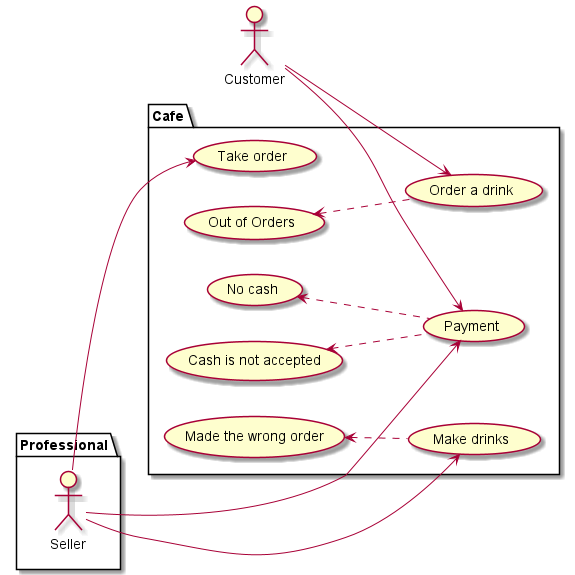 Customer
Cafe
Take order
Order a drink
Out of Orders
No cash
Payment
Cash is not accepted
Made the wrong order
Make drinks
Professional
Seller